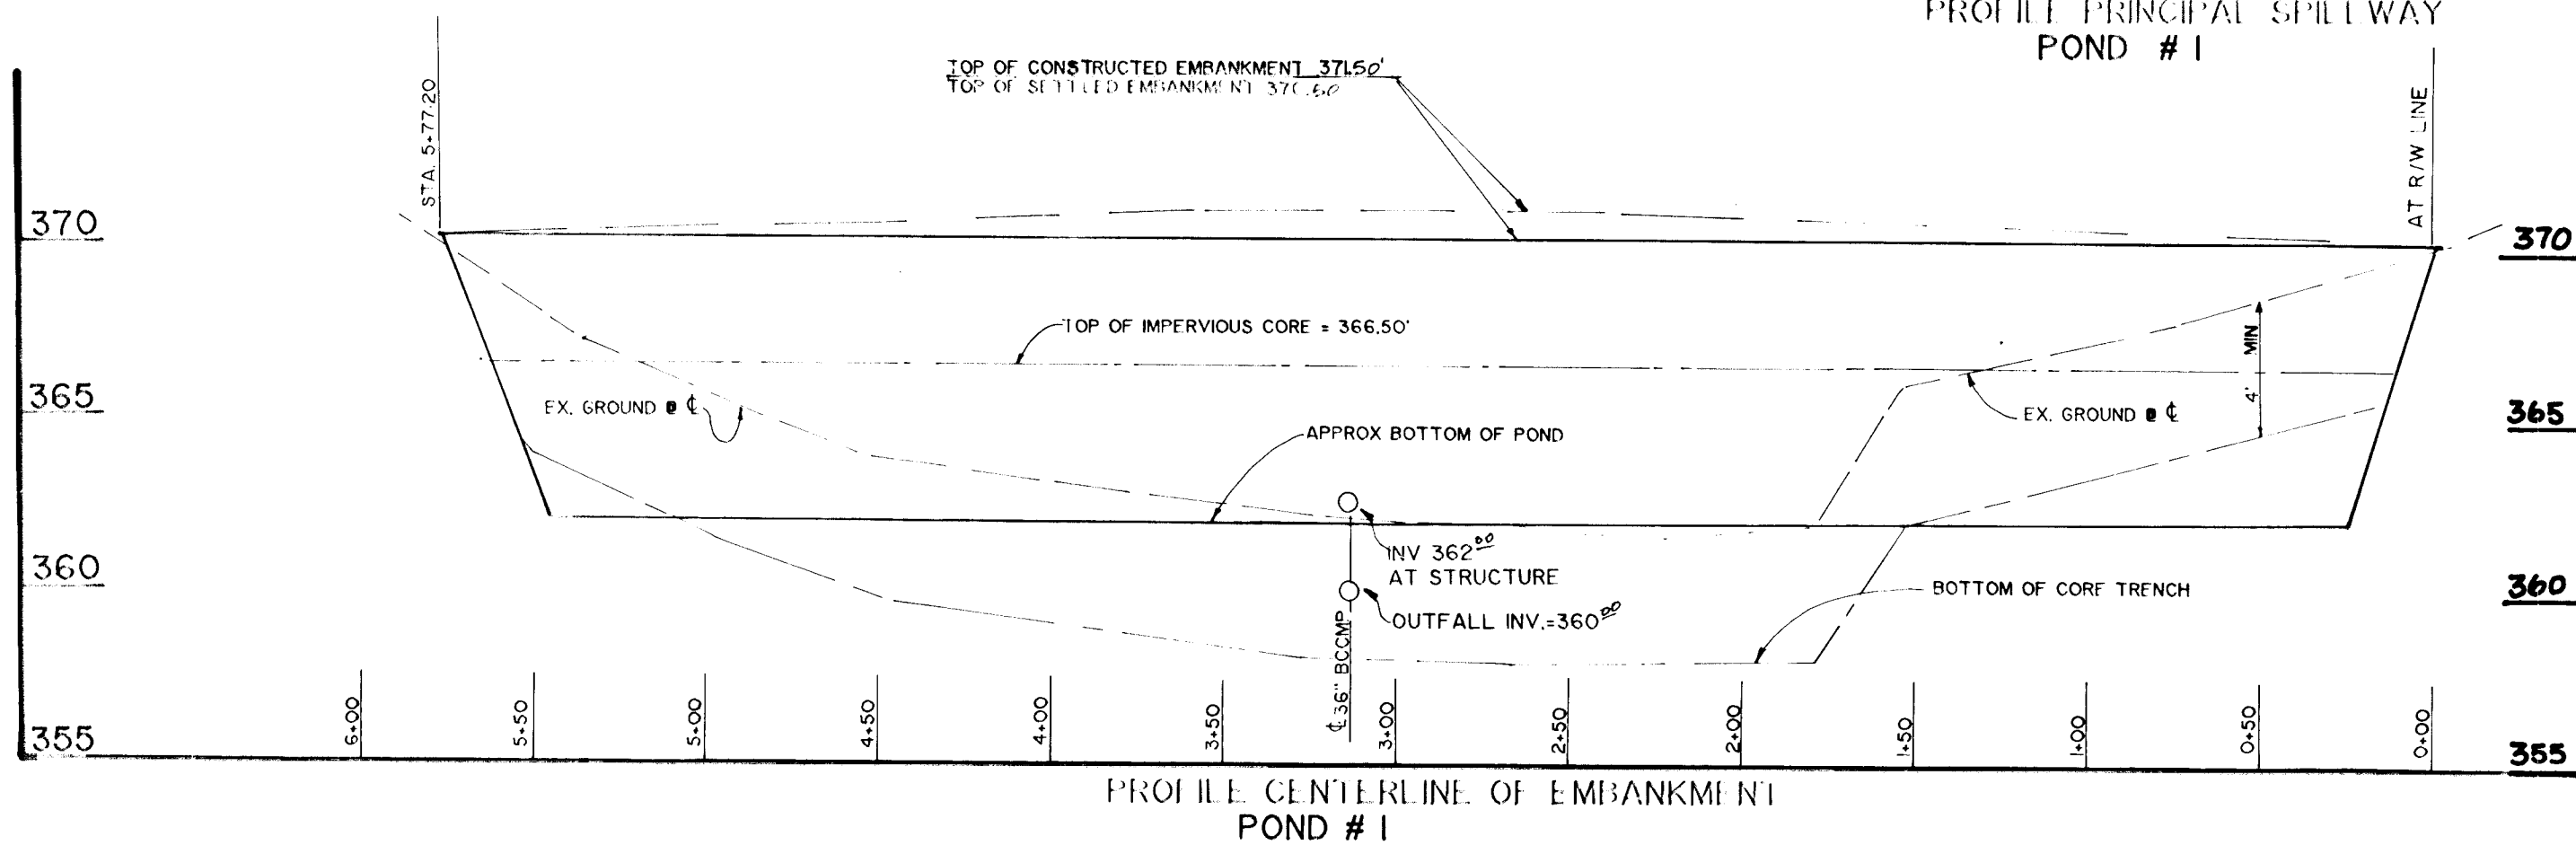 PROFILE PRINCIPAL SPILLWAY
POND # 1
TOP OF CONSTRUCTED EMBANKMENT 371.50'
TOP OF SETTLED EMBANKMENT 370.60
STA. 5+77.20
AT R/W LINE
370
370
TOP OF IMPERVIOUS CORE = 366.50'
4' MIN
365
EX. GROUND @ ℄
EX. GROUND @ ℄
365
APPROX BOTTOM OF POND
INV 362.00
AT STRUCTURE
360
BOTTOM OF CORE TRENCH
360
OUTFALL INV.=360.00
℄ 36" BCCMP
355
6+00
5+50
5+00
4+50
4+00
3+50
3+00
2+50
2+00
1+50
1+00
0+50
0+00
355
PROFILE CENTERLINE OF EMBANKMENT
POND # 1